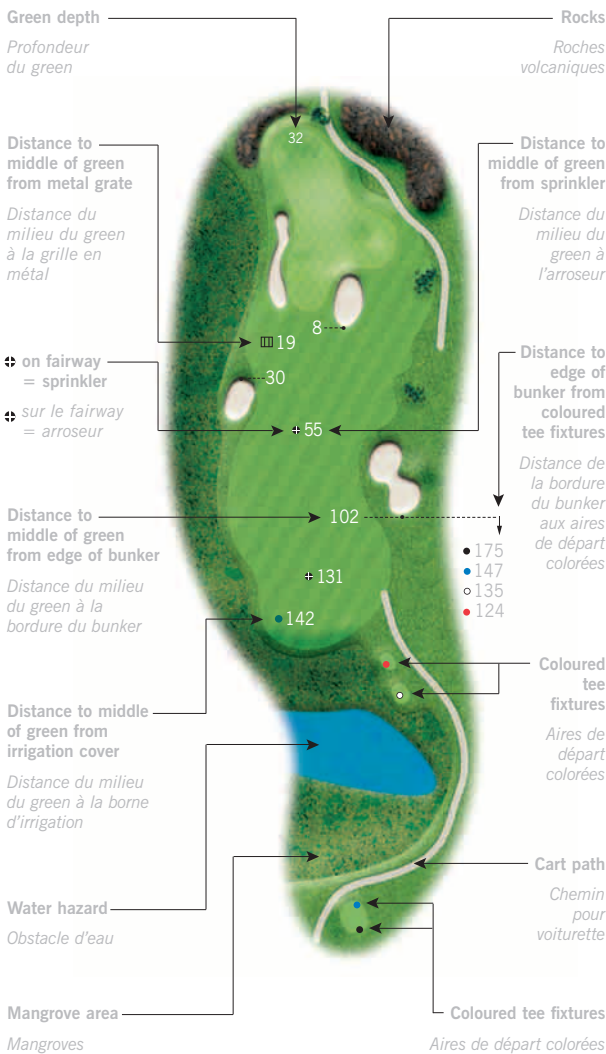 Green depth
Profondeur
du green
Rocks
Roches
volcaniques
32
Distance to
middle of green
from metal grate
Distance du
milieu du green
à la grille en
métal
Distance to
middle of green
from sprinkler
Distance du
milieu du
green à
l’arroseur
8
19
on fairway
= sprinkler
sur le fairway
= arroseur
30
55
Distance to
edge of
bunker from
coloured
tee fixtures
Distance de
la bordure
du bunker
aux aires
de départ
colorées
Distance to
middle of green
from edge of bunker
Distance du milieu
du green à la
bordure du bunker
102
175
147
135
124
131
142
Distance to middle
of green from
irrigation cover
Distance du milieu
du green à la borne
d’irrigation
Coloured
tee
fixtures
Aires de
départ
colorées
Water hazard
Obstacle d’eau
Cart path
Chemin
pour
voiturette
Mangrove area
Mangroves
Coloured tee fixtures
Aires de départ colorées